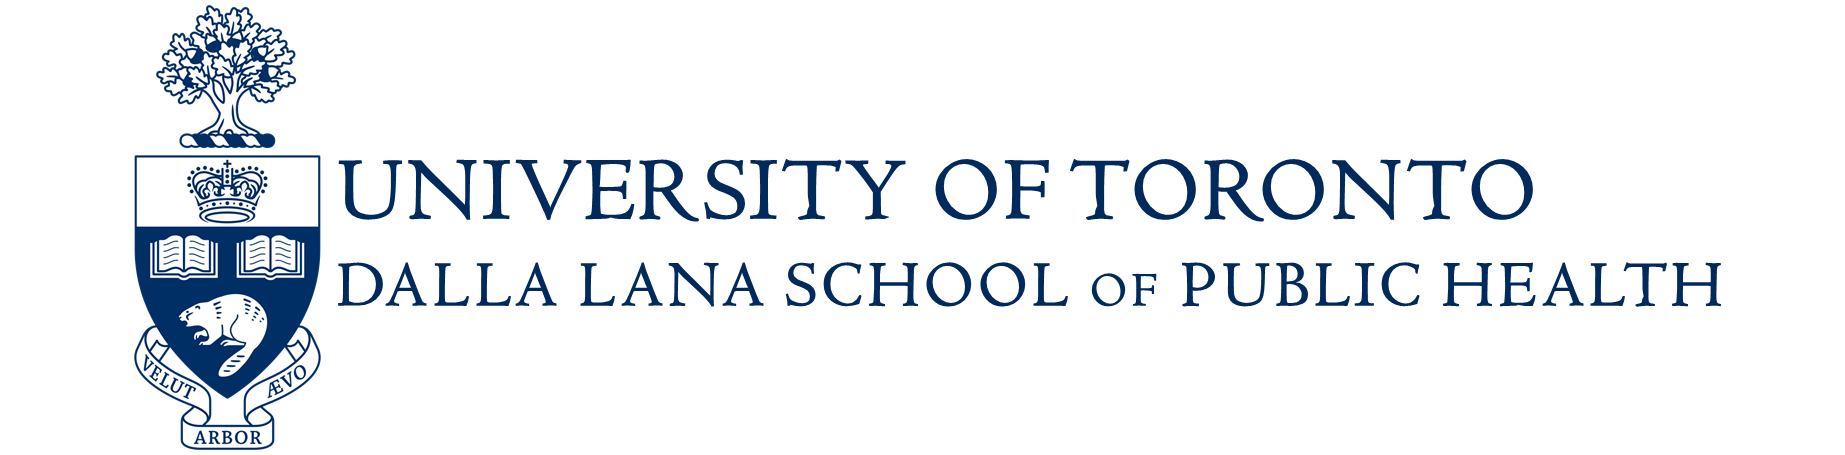 UNIVERSITY OF TORONTO
DALLA LANA SCHOOL OF PUBLIC HEALTH
VELUT
ARBOR
ÆVO